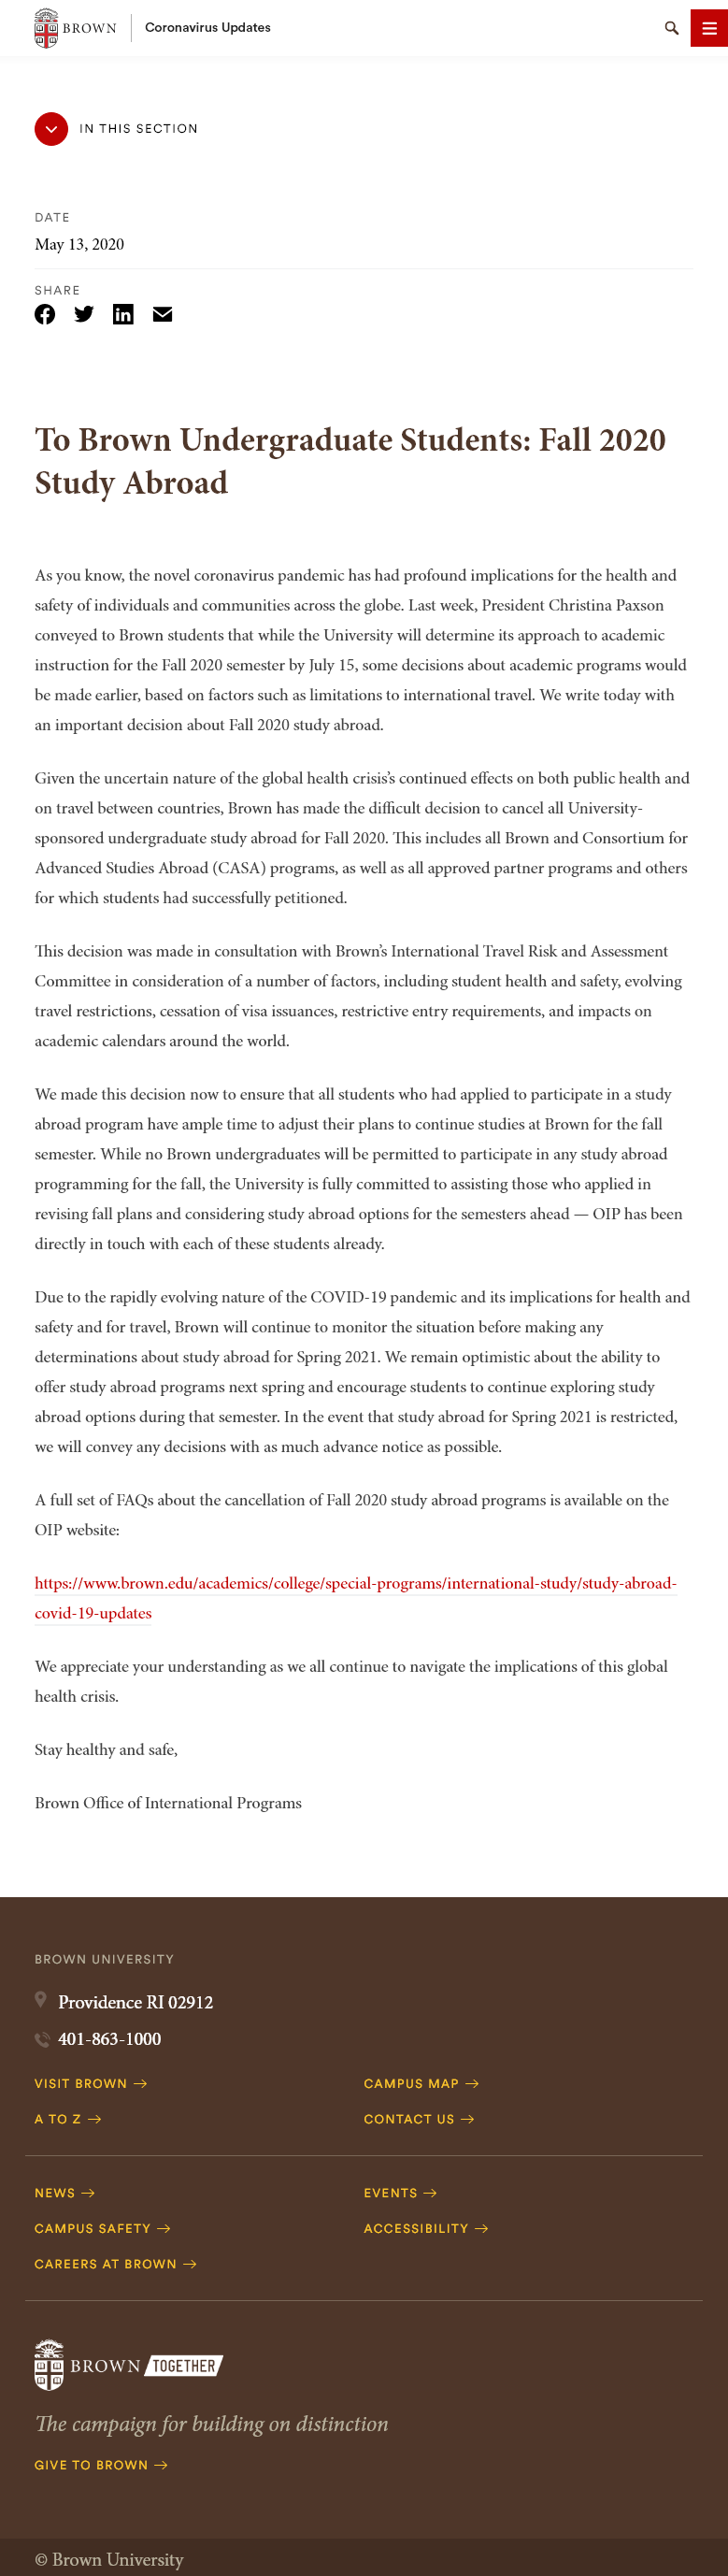 BROWN
Coronavirus Updates
IN THIS SECTION
DATE
May 13, 2020
SHARE
To Brown Undergraduate Students: Fall 2020
Study Abroad
As you know, the novel coronavirus pandemic has had profound implications for the health and
safety of individuals and communities across the globe. Last week, President Christina Paxson
conveyed to Brown students that while the University will determine its approach to academic
instruction for the Fall 2020 semester by July 15, some decisions about academic programs would
be made earlier, based on factors such as limitations to international travel. We write today with
an important decision about Fall 2020 study abroad.
Given the uncertain nature of the global health crisis’s continued effects on both public health and
on travel between countries, Brown has made the difficult decision to cancel all University-
sponsored undergraduate study abroad for Fall 2020. This includes all Brown and Consortium for
Advanced Studies Abroad (CASA) programs, as well as all approved partner programs and others
for which students had successfully petitioned.
This decision was made in consultation with Brown’s International Travel Risk and Assessment
Committee in consideration of a number of factors, including student health and safety, evolving
travel restrictions, cessation of visa issuances, restrictive entry requirements, and impacts on
academic calendars around the world.
We made this decision now to ensure that all students who had applied to participate in a study
abroad program have ample time to adjust their plans to continue studies at Brown for the fall
semester. While no Brown undergraduates will be permitted to participate in any study abroad
programming for the fall, the University is fully committed to assisting those who applied in
revising fall plans and considering study abroad options for the semesters ahead — OIP has been
directly in touch with each of these students already.
Due to the rapidly evolving nature of the COVID-19 pandemic and its implications for health and
safety and for travel, Brown will continue to monitor the situation before making any
determinations about study abroad for Spring 2021. We remain optimistic about the ability to
offer study abroad programs next spring and encourage students to continue exploring study
abroad options during that semester. In the event that study abroad for Spring 2021 is restricted,
we will convey any decisions with as much advance notice as possible.
A full set of FAQs about the cancellation of Fall 2020 study abroad programs is available on the
OIP website:
https://www.brown.edu/academics/college/special-programs/international-study/study-abroad-
covid-19-updates
We appreciate your understanding as we all continue to navigate the implications of this global
health crisis.
Stay healthy and safe,
Brown Office of International Programs
BROWN UNIVERSITY
Providence RI 02912
401-863-1000
VISIT BROWN
CAMPUS MAP
A TO Z
CONTACT US
NEWS
EVENTS
CAMPUS SAFETY
ACCESSIBILITY
CAREERS AT BROWN
BROWN TOGETHER
The campaign for building on distinction
GIVE TO BROWN
© Brown University